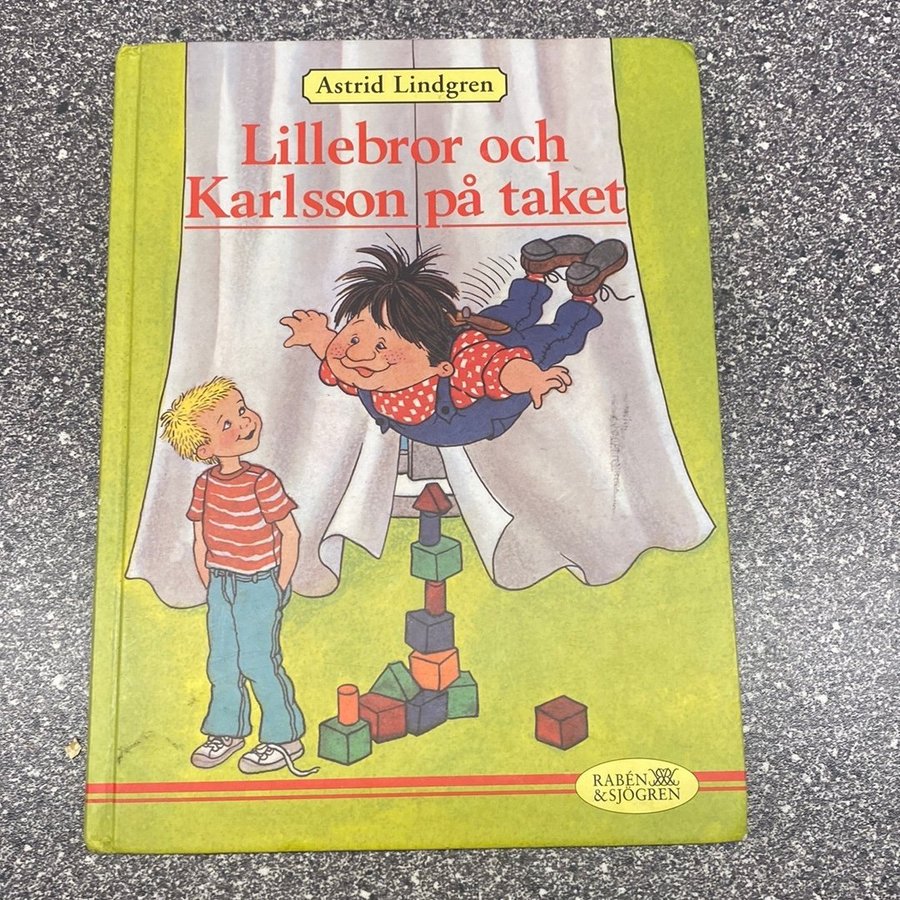 Astrid Lindgren
Lillebror och
Karlsson på taket
RABÉN
& SJÖGREN